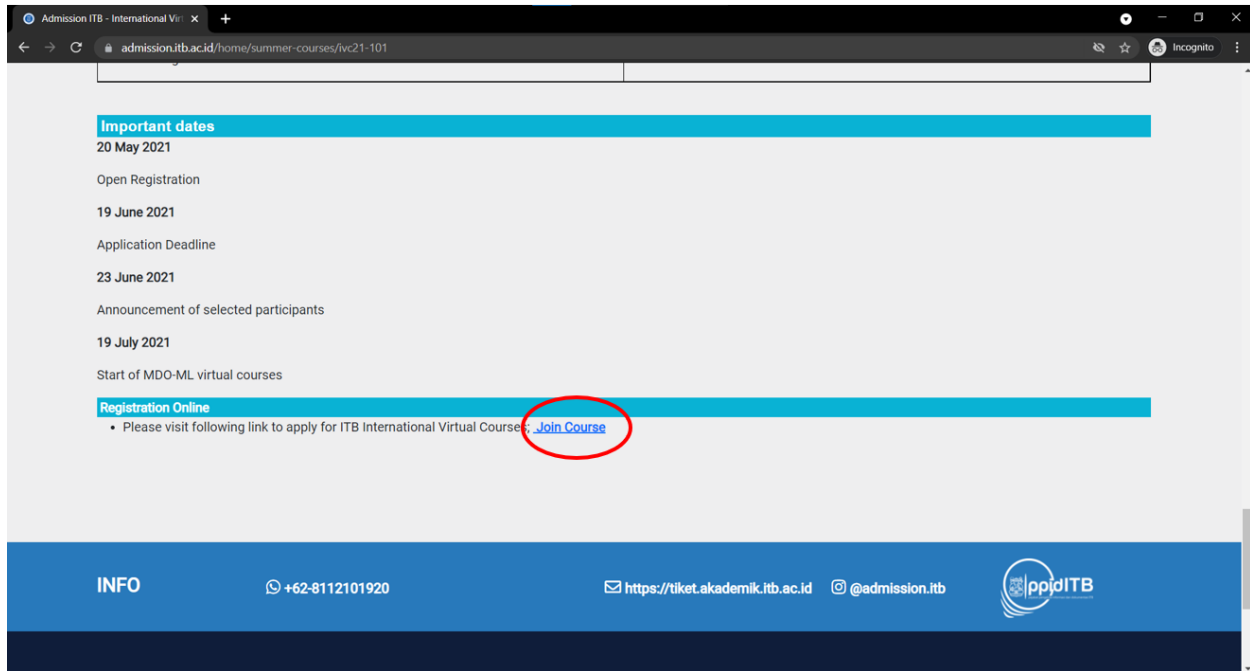 Admission ITB - International Virt
admission.itb.ac.id/home/summer-courses/ivc21-101
Incognito
Important dates
20 May 2021
Open Registration
19 June 2021
Application Deadline
23 June 2021
Announcement of selected participants
19 July 2021
Start of MDO-ML virtual courses
Registration Online
• Please visit following link to apply for ITB International Virtual Courses; Join Course
INFO
+62-8112101920
https://tiket.akademik.itb.ac.id
@admission.itb
ppidITB